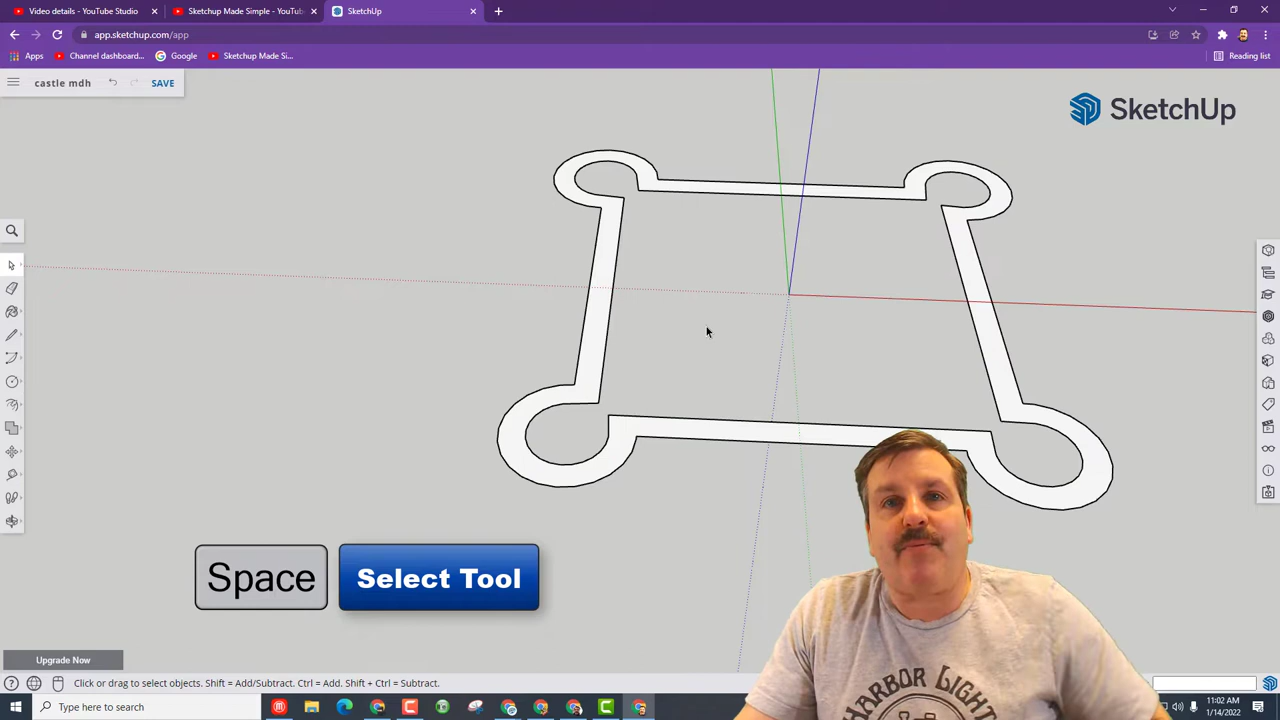 Video details - YouTube Studio
Sketchup Made Simple - YouTub
SketchUp
app.sketchup.com/app
Apps
Channel dashboard...
Google
Sketchup Made Si...
Reading list
castle mdh
SAVE
SketchUp
Space
Select Tool
HARBOR LIGHT
Upgrade Now
Click or drag to select objects. Shift = Add/Subtract. Ctrl = Add. Shift + Ctrl = Subtract.
Type here to search
11:02 AM
1/14/2022